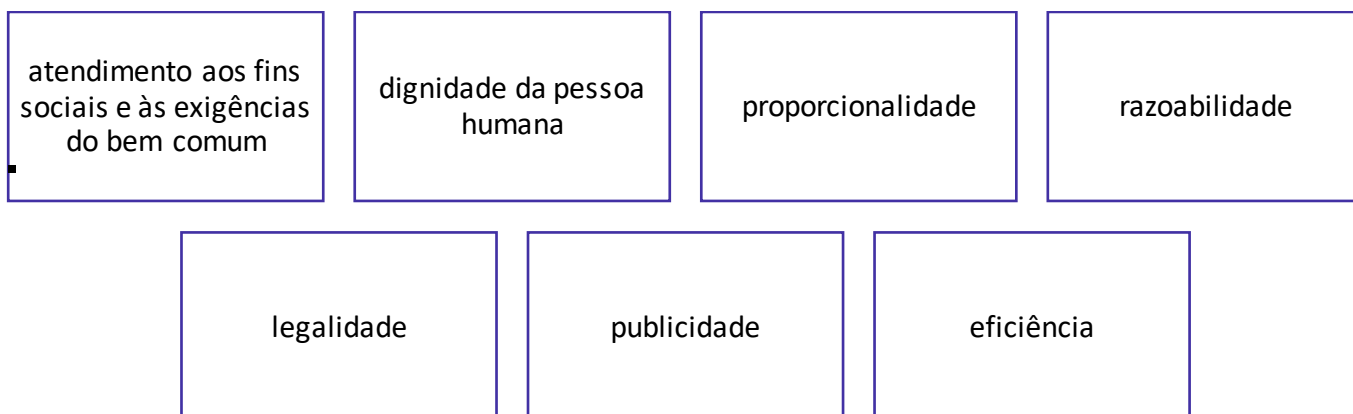 atendimento aos fins
sociais e às exigências
do bem comum
dignidade da pessoa
humana
proporcionalidade
razoabilidade
legalidade
publicidade
eficiência